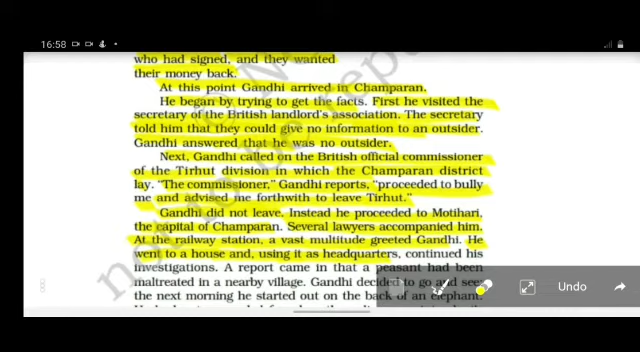 16:58
who had signed, and they wanted
their money back.
At this point Gandhi arrived in Champaran.
He began by trying to get the facts. First he visited the
secretary of the British landlord's association. The secretary
told him that they could give no information to an outsider.
Gandhi answered that he was no outsider.
Next, Gandhi called on the British official commissioner
of the Tirhut division in which the Champaran district
lay. "The commissioner," Gandhi reports, "proceeded to bully
me and advised me forthwith to leave Tirhut."
Gandhi did not leave. Instead he proceeded to Motihari,
the capital of Champaran. Several lawyers accompanied him.
At the railway station, a vast multitude greeted Gandhi. He
went to a house and, using it as headquarters, continued his
investigations. A report came in that a peasant had been
maltreated in a nearby village. Gandhi decided to go and see
the next morning he started out on the back of an elephant.
Undo